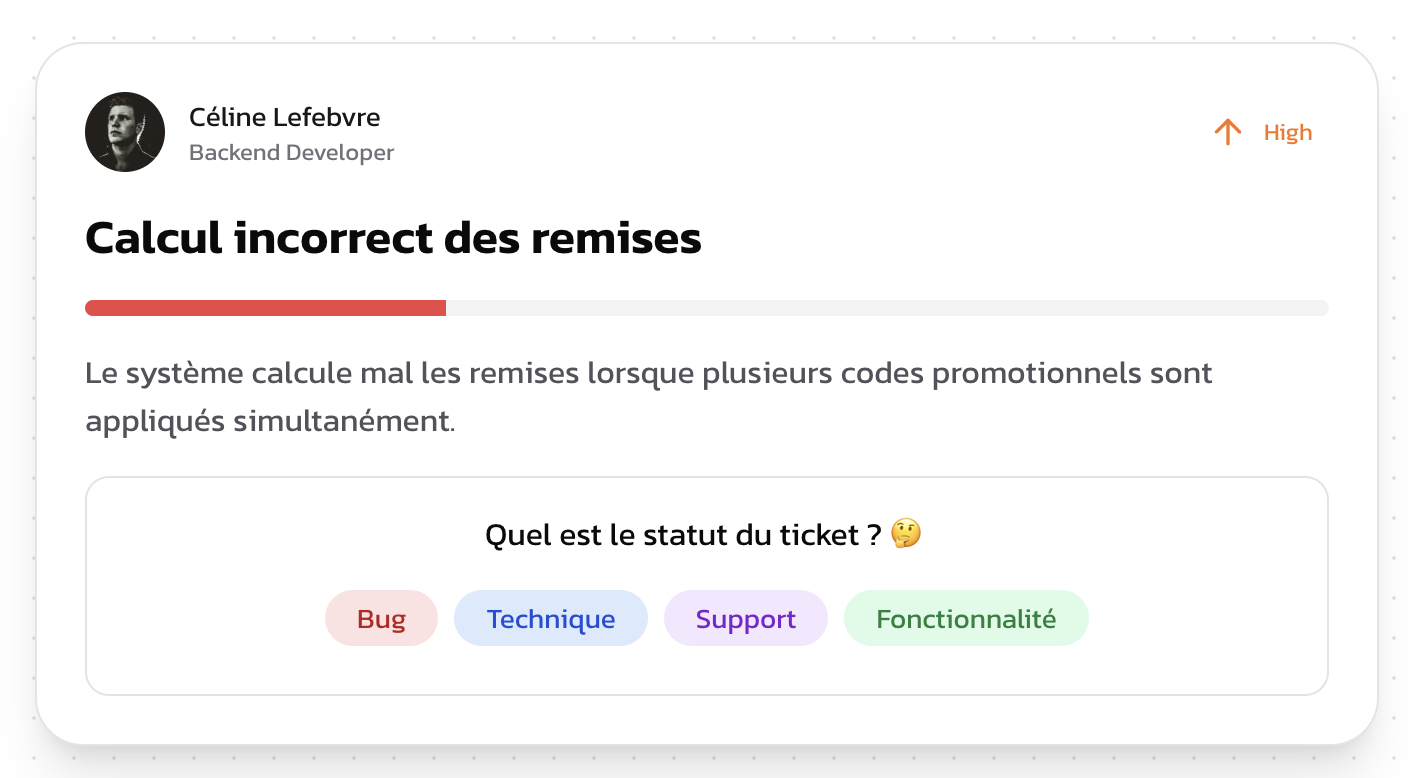 Céline Lefebvre
Backend Developer
High
Calcul incorrect des remises
Le système calcule mal les remises lorsque plusieurs codes promotionnels sont
appliqués simultanément.
Quel est le statut du ticket ? 🤔
Bug
Technique
Support
Fonctionnalité